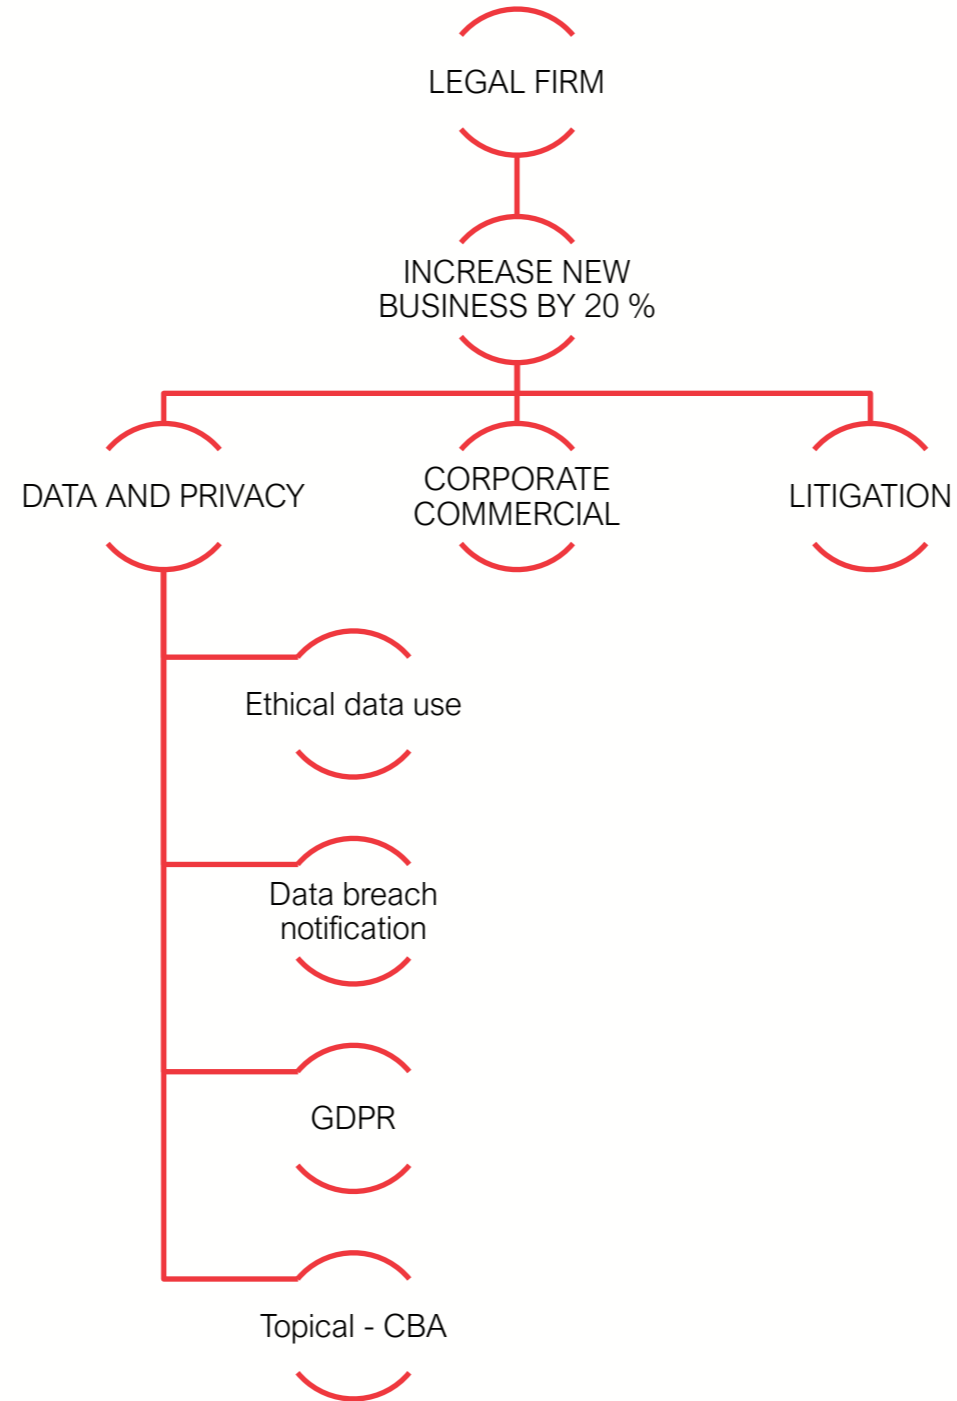 LEGAL FIRM
INCREASE NEW
BUSINESS BY 20 %
DATA AND PRIVACY
CORPORATE
COMMERCIAL
LITIGATION
Ethical data use
Data breach
notification
GDPR
Topical - CBA